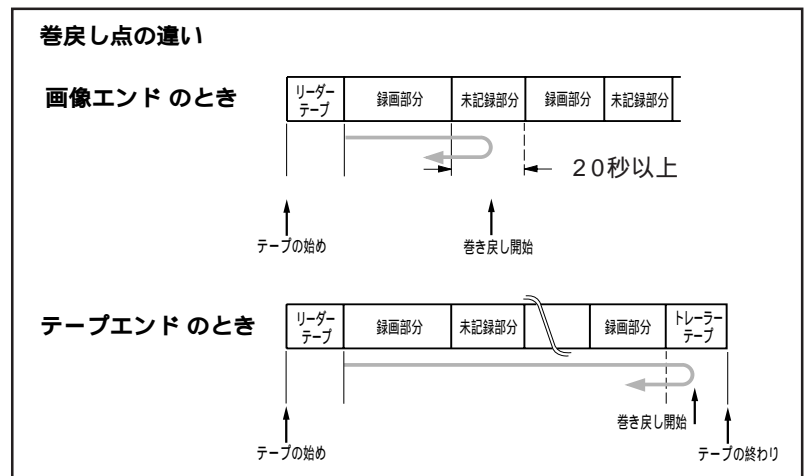 巻戻し点の違い
画像エンド のとき
リーダー
テープ
録画部分
未記録部分
録画部分
未記録部分
20秒以上
テープの始め
巻き戻し開始
テープエンド のとき
リーダー
テープ
録画部分
未記録部分
録画部分
トレーラー
テープ
巻き戻し開始
テープの始め
テープの終わり